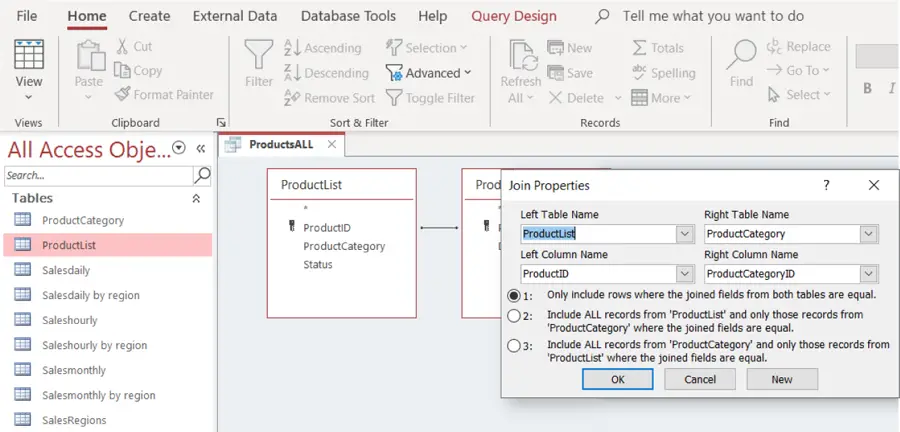 File Home Create External Data Database Tools Help Query Design Tell me what you want to do
View
Views
Paste
Cut
Copy
Format Painter
Clipboard
Filter
Ascending
Descending
Remove Sort
Selection
Advanced
Toggle Filter
Sort & Filter
Refresh
All
New
Save
Delete
Totals
Spelling
More
Records
Find
Replace
Go To
Select
Find
B I
All Access Obje...
Search...
Tables
ProductCategory
ProductList
Salesdaily
Salesdaily by region
Saleshourly
Saleshourly by region
Salesmonthly
Salesmonthly by region
SalesRegions
ProductsALL
ProductList
*
ProductID
ProductCategory
Status
Join Properties
Left Table Name Right Table Name
ProductList ProductCategory
Left Column Name Right Column Name
ProductID ProductCategoryID
1: Only include rows where the joined fields from both tables are equal.
2: Include ALL records from 'ProductList' and only those records from
'ProductCategory' where the joined fields are equal.
3: Include ALL records from 'ProductCategory' and only those records from
'ProductList' where the joined fields are equal.
OK Cancel New